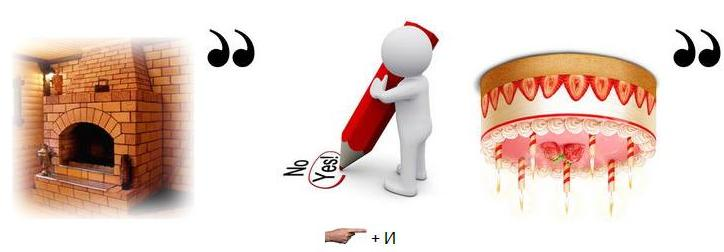 ,,
No
Yes!
,,
+ И